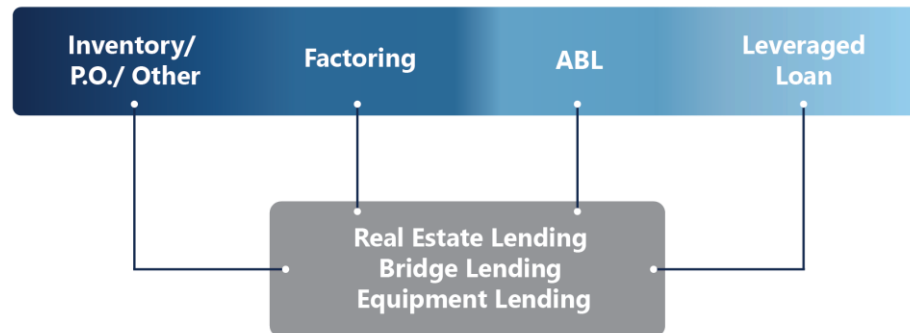 Inventory/
P.O./ Other
Factoring
ABL
Leveraged
Loan
Real Estate Lending
Bridge Lending
Equipment Lending